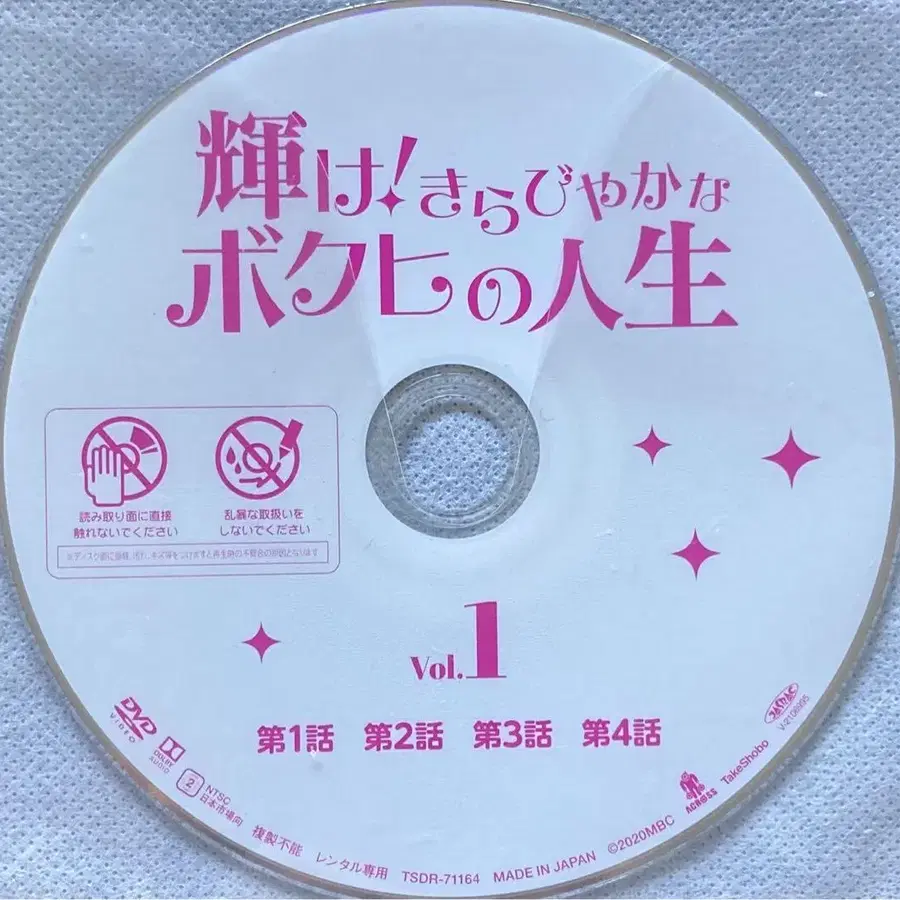 輝け!きらびやかな
ボクヒの人生
読み取り面に直接
触れないでください
乱暴な取扱いを
しないでください
Vol.1
第1話 第2話 第3話 第4話
DVD
VIDEO
DOLBY
AUDIO
2
NTSC
日本市場向
複製不能
レンタル専用
TSDR-71164
MADE IN JAPAN
©2020MBC
ACROSS
TakeShobo
JASRAC